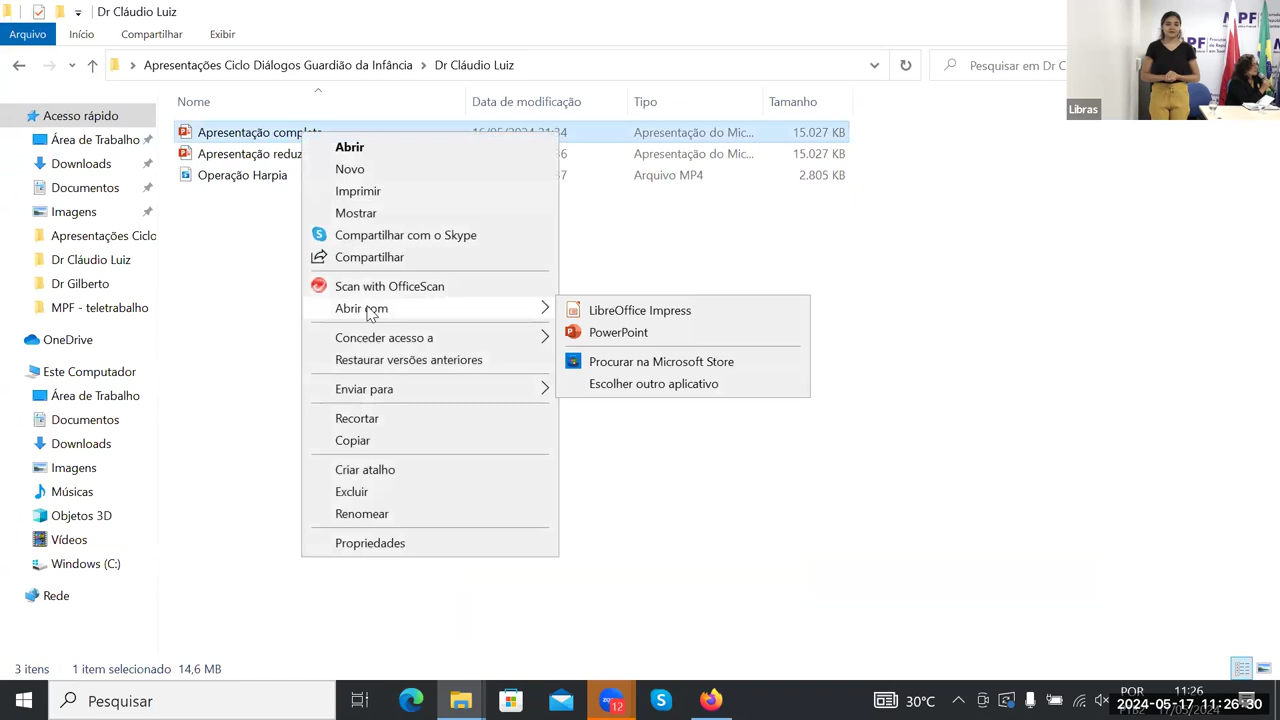 Dr Cláudio Luiz
Arquivo Início Compartilhar Exibir
Apresentações Ciclo Diálogos Guardião da Infância > Dr Cláudio Luiz
Pesquisar em Dr C
MPF
Libras
Nome Data de modificação Tipo Tamanho
Acesso rápido
Área de Trabalho
Downloads
Documentos
Imagens
Apresentações Ciclo
Dr Cláudio Luiz
Dr Gilberto
MPF - teletrabalho
OneDrive
Este Computador
Área de Trabalho
Documentos
Downloads
Imagens
Músicas
Objetos 3D
Vídeos
Windows (C:)
Rede
Apresentação Apresentação do Mic... 15.027 KB
Apresentação Apresentação do Mic... 15.027 KB
Operação Harpia Arquivo MP4 2.805 KB
Abrir
Novo
Imprimir
Mostrar
Compartilhar com o Skype
Compartilhar
Scan with OfficeScan
Abrir com
Conceder acesso a
Restaurar versões anteriores
Enviar para
Recortar
Copiar
Criar atalho
Excluir
Renomear
Propriedades
LibreOffice Impress
PowerPoint
Procurar na Microsoft Store
Escolher outro aplicativo
3 itens 1 item selecionado 14,6 MB
Pesquisar
12
30°C
POR
11:26
2024-05-17 11:26:30